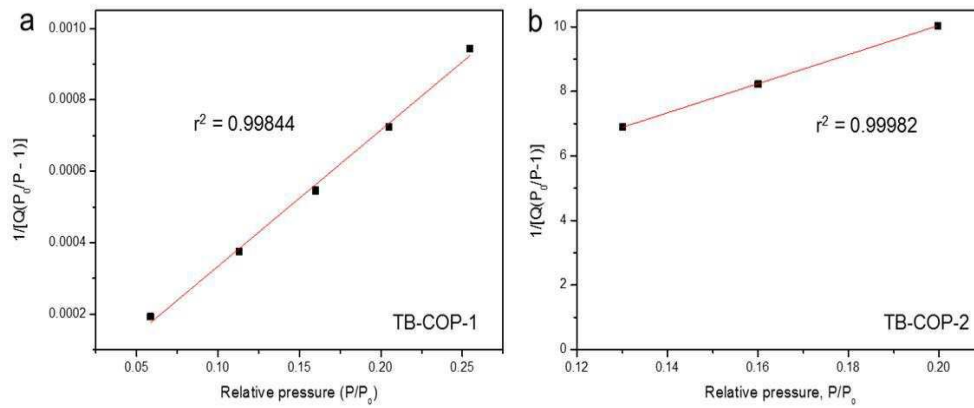 a
0.0010
0.0008
0.0006
0.0004
0.0002
1/[Q(P₀/P - 1)]
r² = 0.99844
TB-COP-1
0.05
0.10
0.15
0.20
0.25
Relative pressure (P/P₀)
b
10
8
6
4
2
0
1/[Q(P₀/P-1)]
r² = 0.99982
TB-COP-2
0.12
0.14
0.16
0.18
0.20
Relative pressure, P/P₀